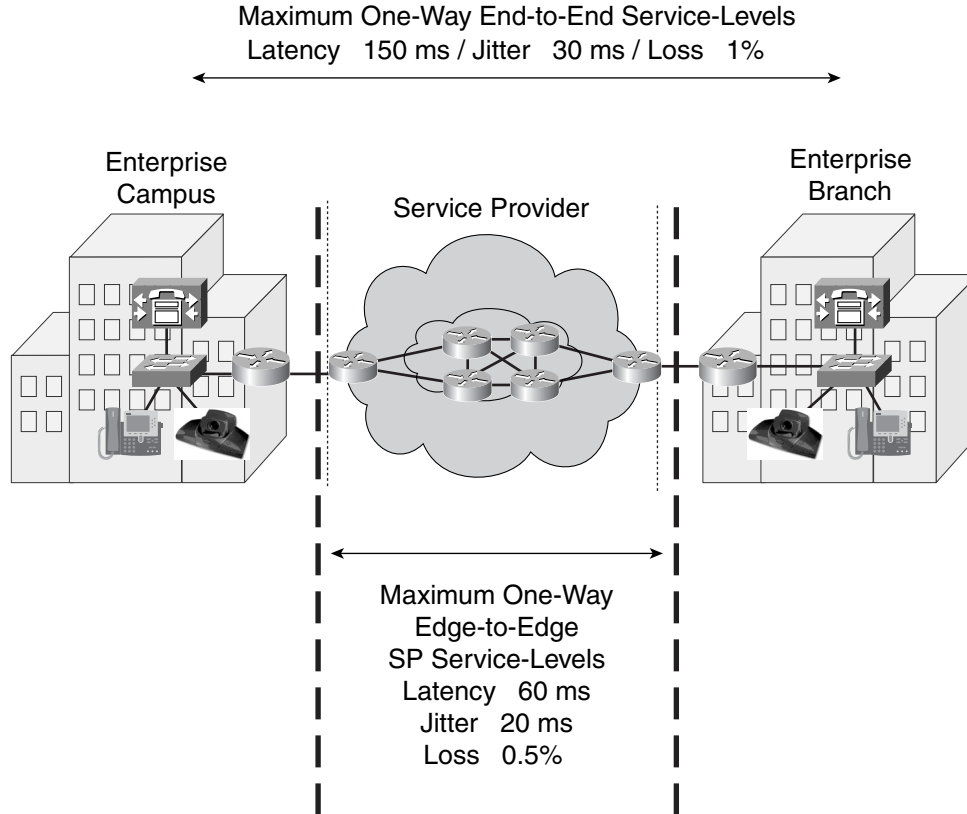 Maximum One-Way End-to-End Service-Levels
Latency 150 ms / Jitter 30 ms / Loss 1%
Enterprise
Campus
Service Provider
Enterprise
Branch
Maximum One-Way
Edge-to-Edge
SP Service-Levels
Latency 60 ms
Jitter 20 ms
Loss 0.5%